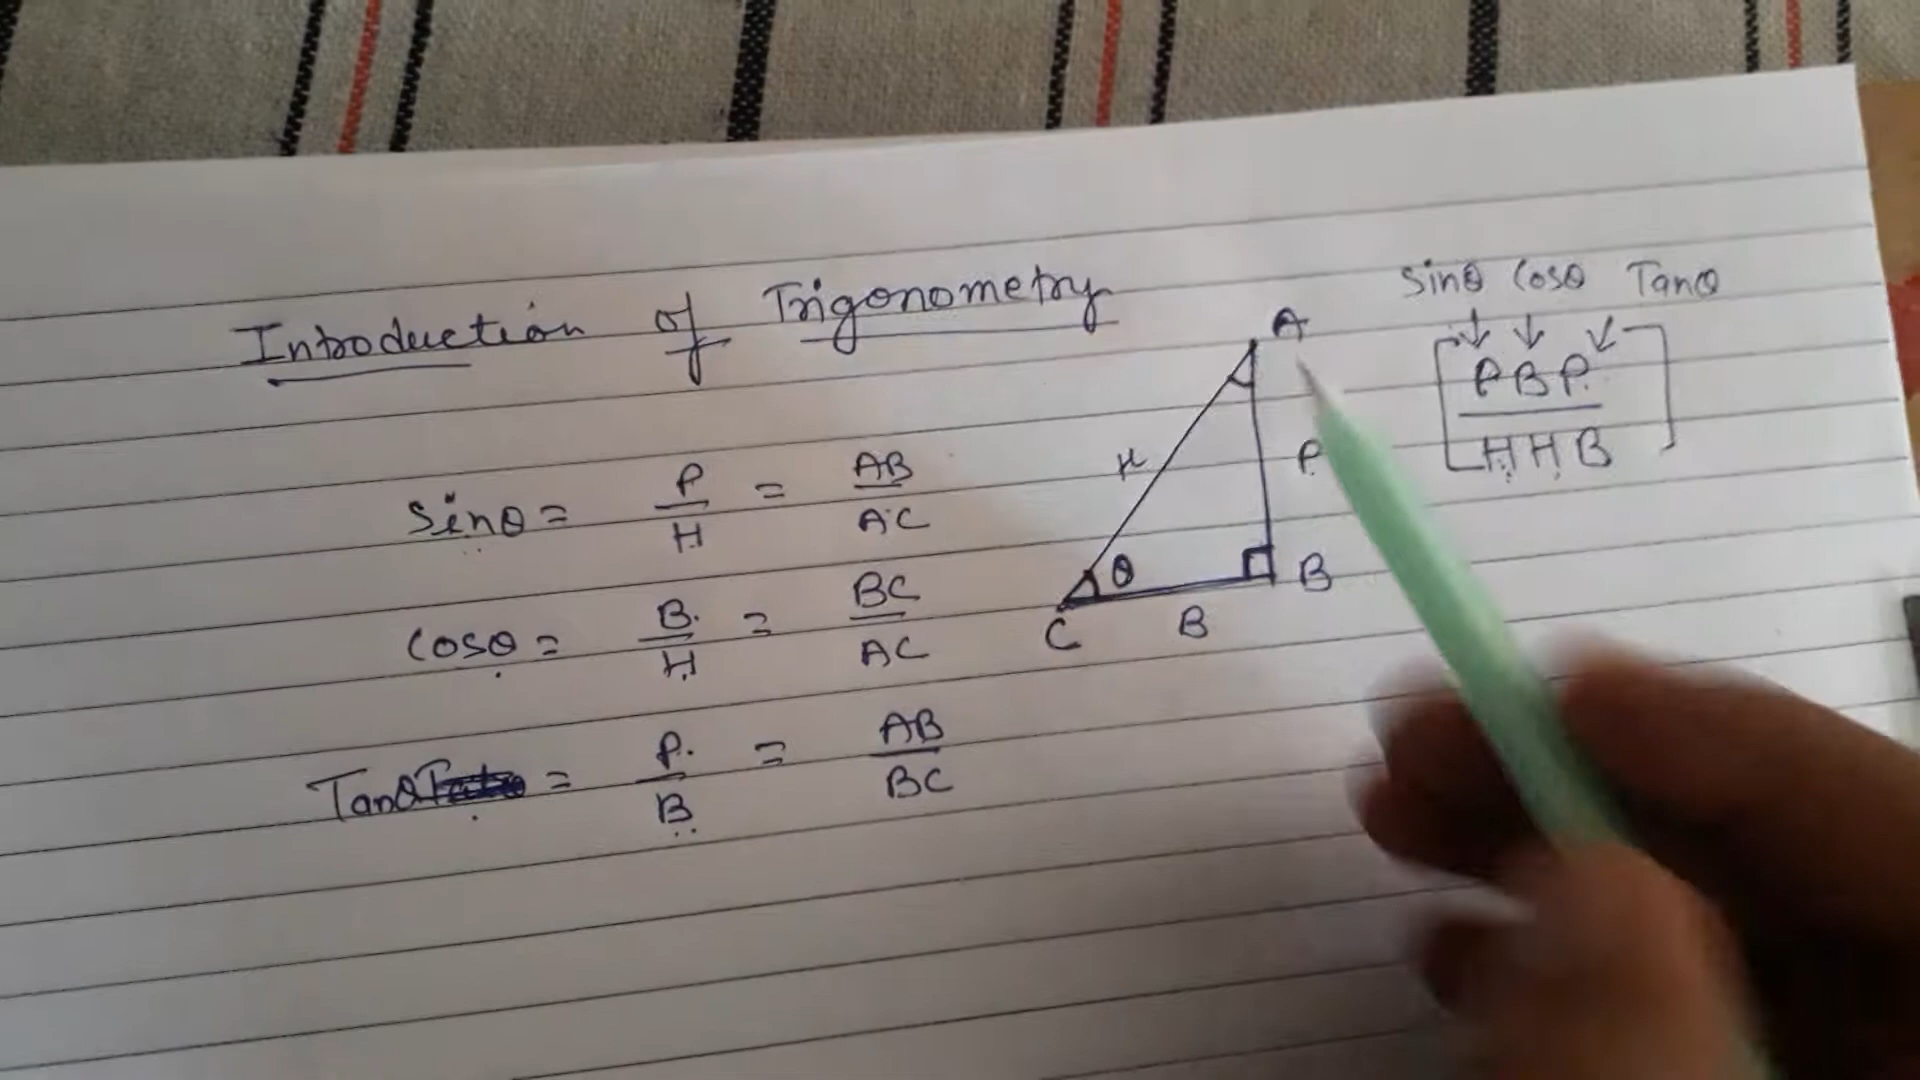 Introduction of Trigonometry
Sinθ Cosθ Tanθ
P B P
H H B
A
H
P
θ
B
C
B
Sinθ = P/H = AB/AC
Cosθ = B/H = BC/AC
Tanθ = P/B = AB/BC